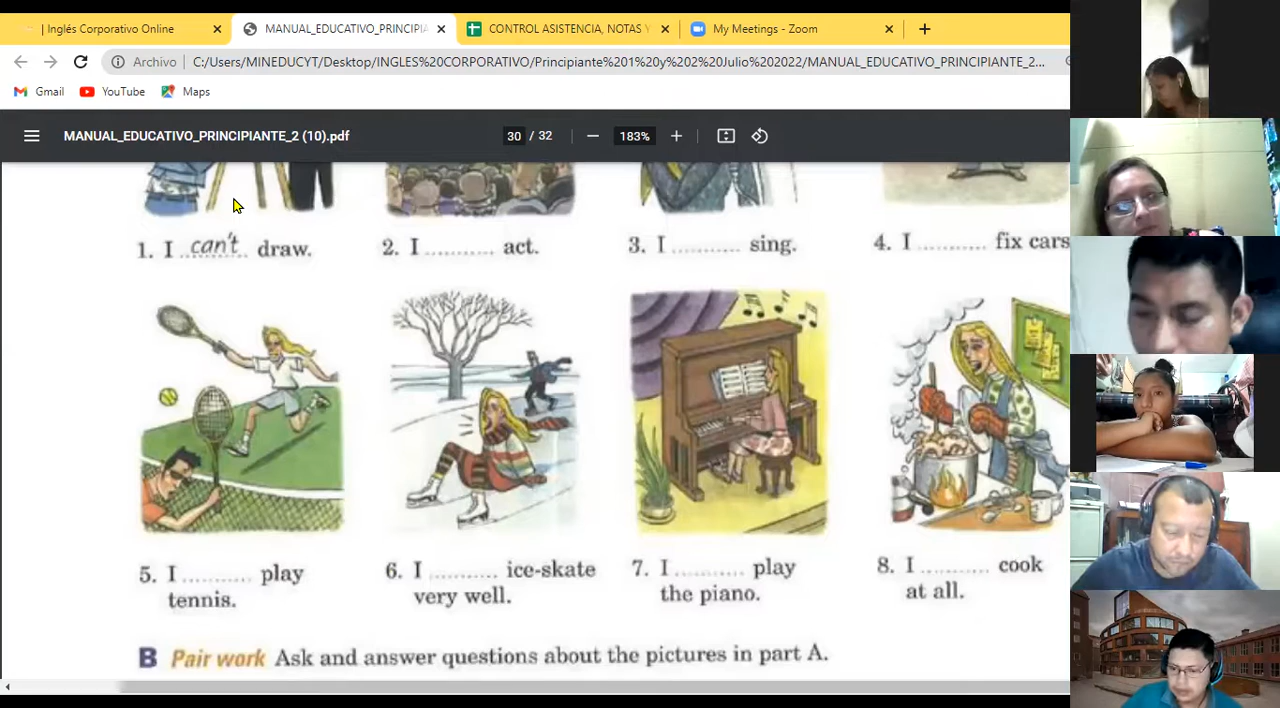 | Inglés Corporativo Online
MANUAL_EDUCATIVO_PRINCIPIA
CONTROL ASISTENCIA, NOTAS Y
My Meetings - Zoom
Archivo | C:/Users/MINEDUCYT/Desktop/INGLES%20CORPORATIVO/Principiante%201%20y%202%20Julio%202022/MANUAL_EDUCATIVO_PRINCIPIANTE_2...
Gmail YouTube Maps
MANUAL_EDUCATIVO_PRINCIPIANTE_2 (10).pdf 30 / 32 183%
1. I can't draw.
2. I .......... act.
3. I .......... sing.
4. I .......... fix cars
5. I .......... play
tennis.
6. I .......... ice-skate
very well.
7. I .......... play
the piano.
8. I .......... cook
at all.
B Pair work Ask and answer questions about the pictures in part A.